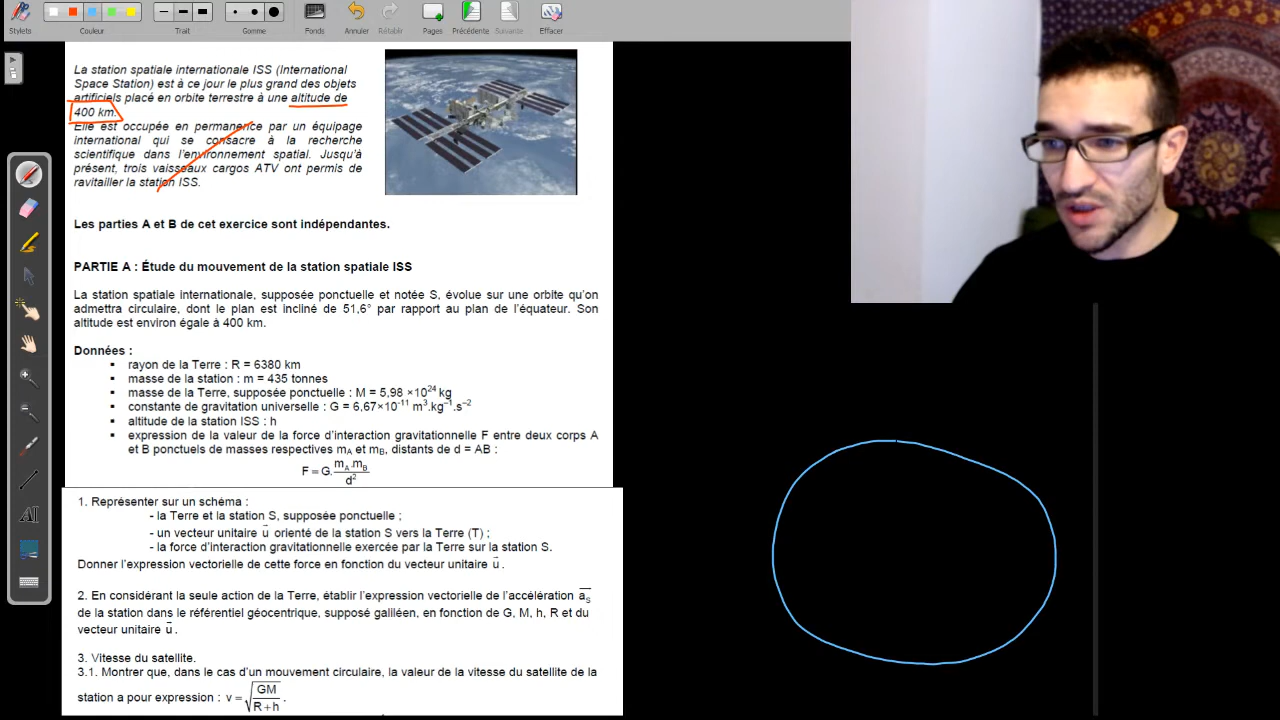 Stylets
Couleur
Trait
Gomme
Fonds
Annuler
Rétablir
Pages
Précédente
Suivante
Effacer
La station spatiale internationale ISS (International
Space Station) est à ce jour le plus grand des objets
artificiels placé en orbite terrestre à une altitude de
400 km.
Elle est occupée en permanence par un équipage
international qui se consacre à la recherche
scientifique dans l'environnement spatial. Jusqu'à
présent, trois vaisseaux cargos ATV ont permis de
ravitailler la station ISS.
Les parties A et B de cet exercice sont indépendantes.
PARTIE A : Étude du mouvement de la station spatiale ISS
La station spatiale internationale, supposée ponctuelle et notée S, évolue sur une orbite qu'on
admettra circulaire, dont le plan est incliné de 51,6° par rapport au plan de l'équateur. Son
altitude est environ égale à 400 km.
Données :
▪ rayon de la Terre : R = 6380 km
▪ masse de la station : m = 435 tonnes
▪ masse de la Terre, supposée ponctuelle : M = 5,98 ×10²⁴ kg
▪ constante de gravitation universelle : G = 6,67×10⁻¹¹ m³.kg⁻¹.s⁻²
▪ altitude de la station ISS : h
▪ expression de la valeur de la force d'interaction gravitationnelle F entre deux corps A
et B ponctuels de masses respectives mA et mB, distants de d = AB :
F = G. mA.mB / d²
1. Représenter sur un schéma :
- la Terre et la station S, supposée ponctuelle ;
- un vecteur unitaire u⃗ orienté de la station S vers la Terre (T) ;
- la force d'interaction gravitationnelle exercée par la Terre sur la station S.
Donner l'expression vectorielle de cette force en fonction du vecteur unitaire u⃗ .
2. En considérant la seule action de la Terre, établir l'expression vectorielle de l'accélération a⃗S
de la station dans le référentiel géocentrique, supposé galiléen, en fonction de G, M, h, R et du
vecteur unitaire u⃗ .
3. Vitesse du satellite.
3.1. Montrer que, dans le cas d'un mouvement circulaire, la valeur de la vitesse du satellite de la
station a pour expression : v = √(GM / R+h) .
AI